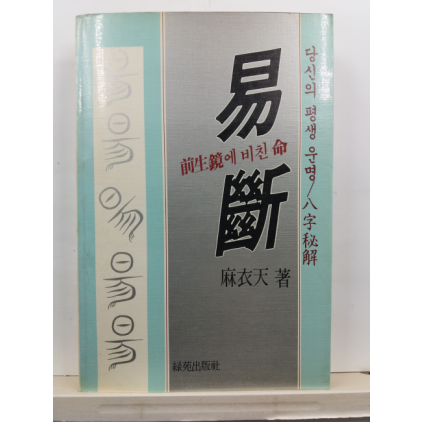 당신의 평생 운명/八字秘解
易斷
前生鏡에 비친 命
麻衣天 著
綠苑出版社